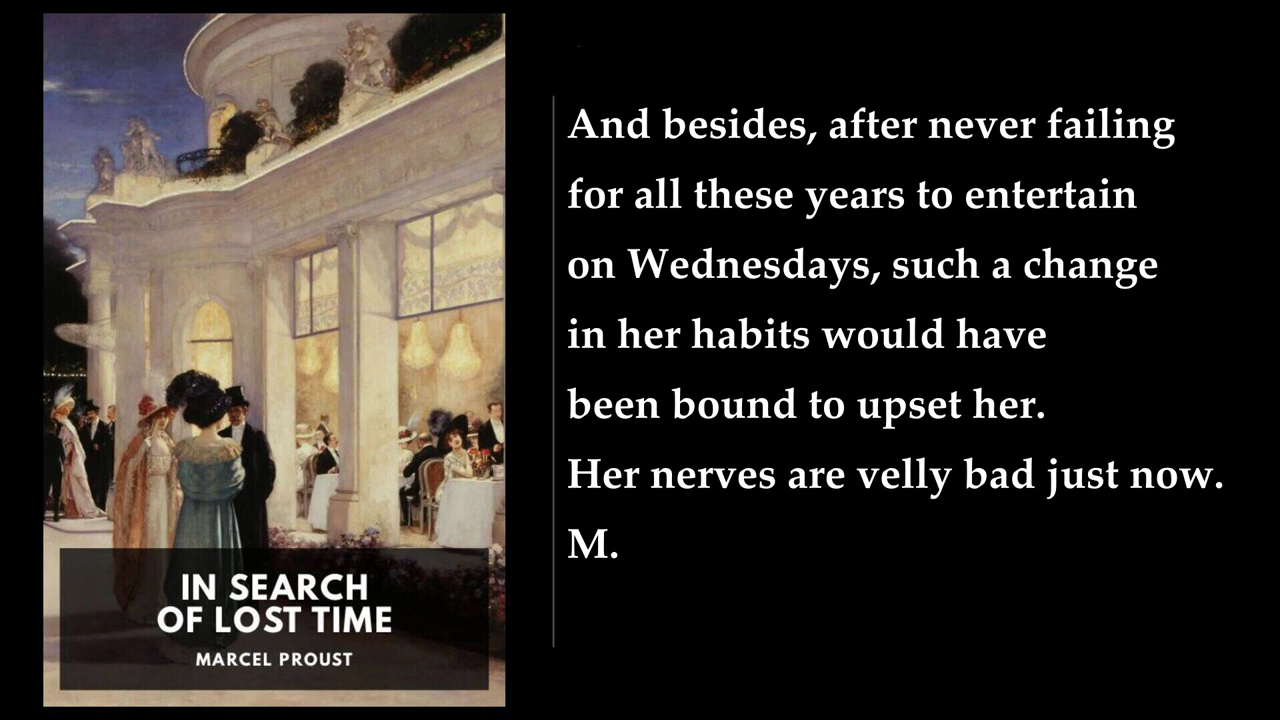 And besides, after never failing
for all these years to entertain
on Wednesdays, such a change
in her habits would have
been bound to upset her.
Her nerves are velly bad just now.
M.
IN SEARCH
OF LOST TIME
MARCEL PROUST